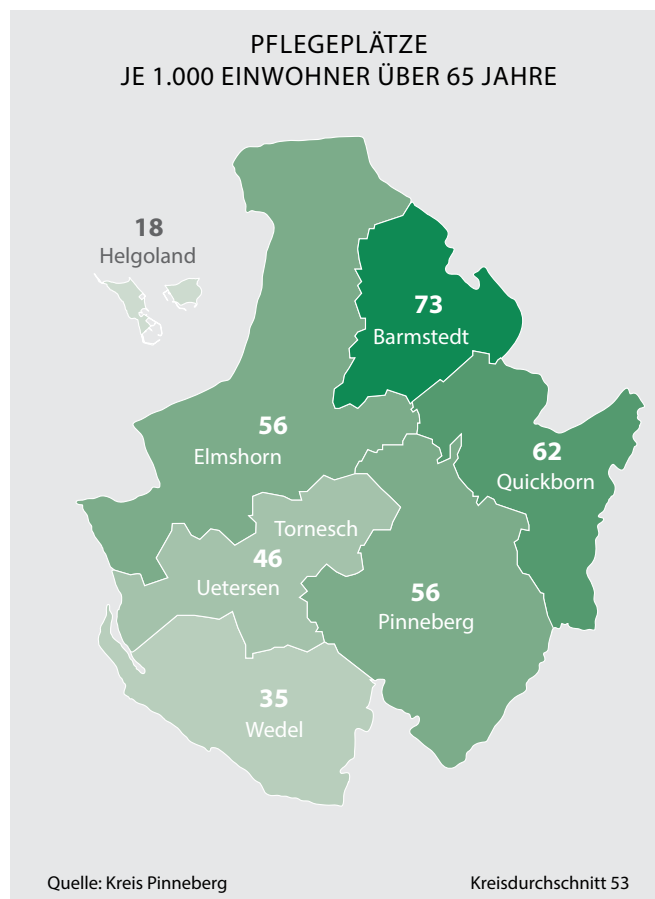 PFLEGEPLÄTZE
JE 1.000 EINWOHNER ÜBER 65 JAHRE
18
Helgoland
73
Barmstedt
56
Elmshorn
62
Quickborn
Tornesch
46
Uetersen
56
Pinneberg
35
Wedel
Quelle: Kreis Pinneberg
Kreisdurchschnitt 53